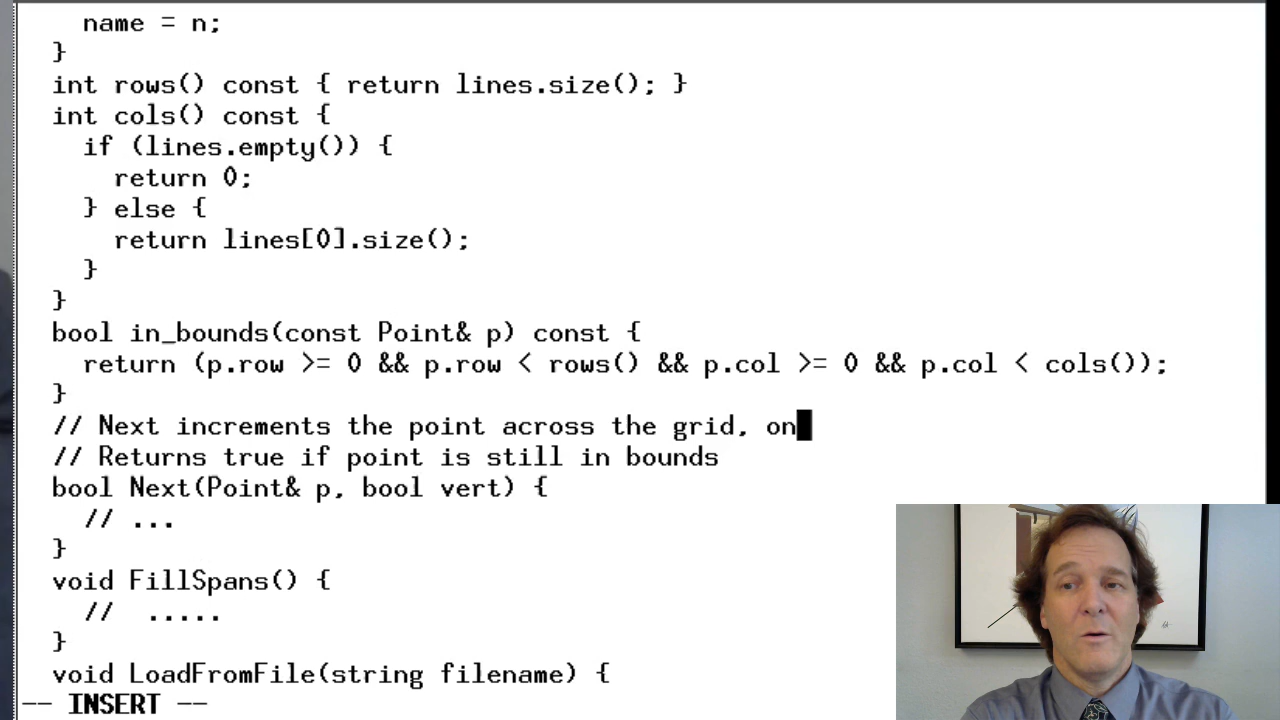 name = n;
}
int rows() const { return lines.size(); }
int cols() const {
if (lines.empty()) {
return 0;
} else {
return lines[0].size();
}
}
bool in_bounds(const Point& p) const {
return (p.row >= 0 && p.row < rows() && p.col >= 0 && p.col < cols());
}
// Next increments the point across the grid, on
// Returns true if point is still in bounds
bool Next(Point& p, bool vert) {
// ...
}
void FillSpans() {
// .....
}
void LoadFromFile(string filename) {
-- INSERT --